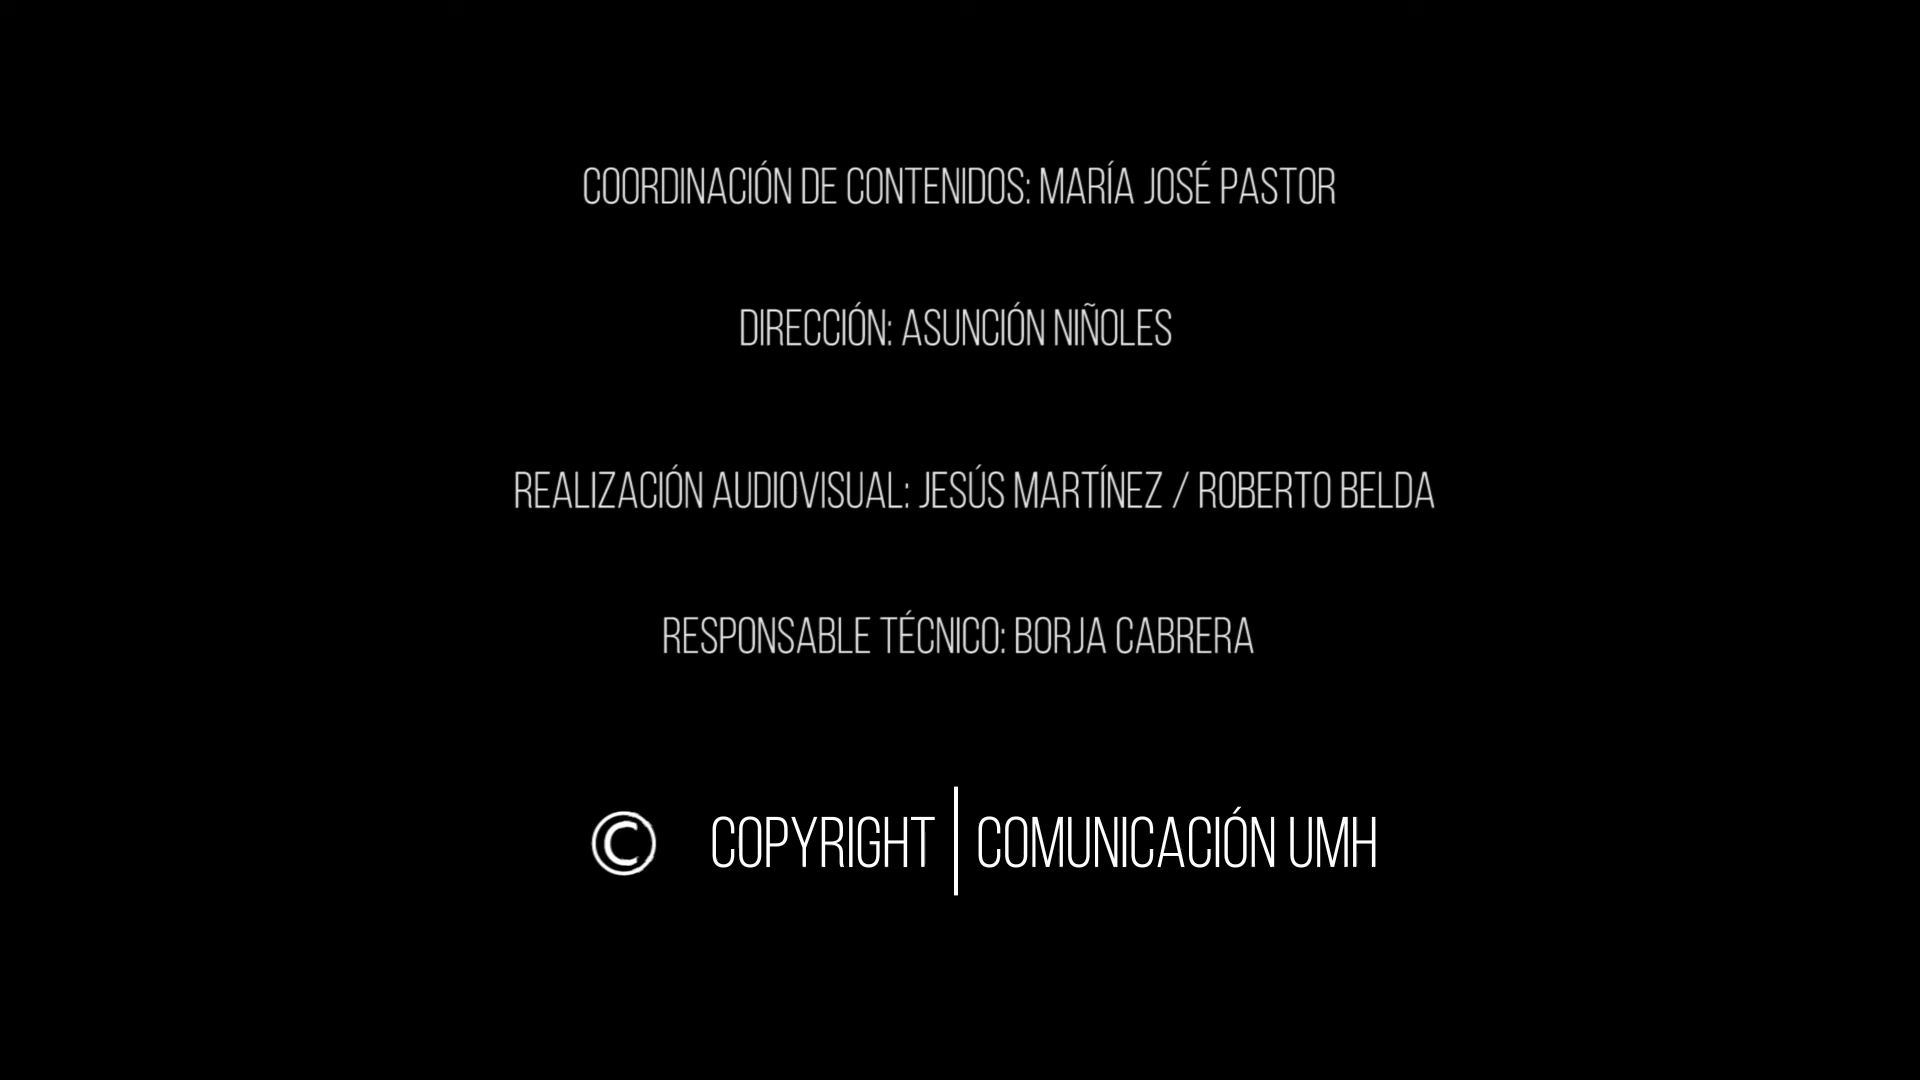 COORDINACIÓN DE CONTENIDOS: MARÍA JOSÉ PASTOR
DIRECCIÓN: ASUNCIÓN NIÑOLES
REALIZACIÓN AUDIOVISUAL: JESÚS MARTÍNEZ / ROBERTO BELDA
RESPONSABLE TÉCNICO: BORJA CABRERA
© COPYRIGHT | COMUNICACIÓN UMH